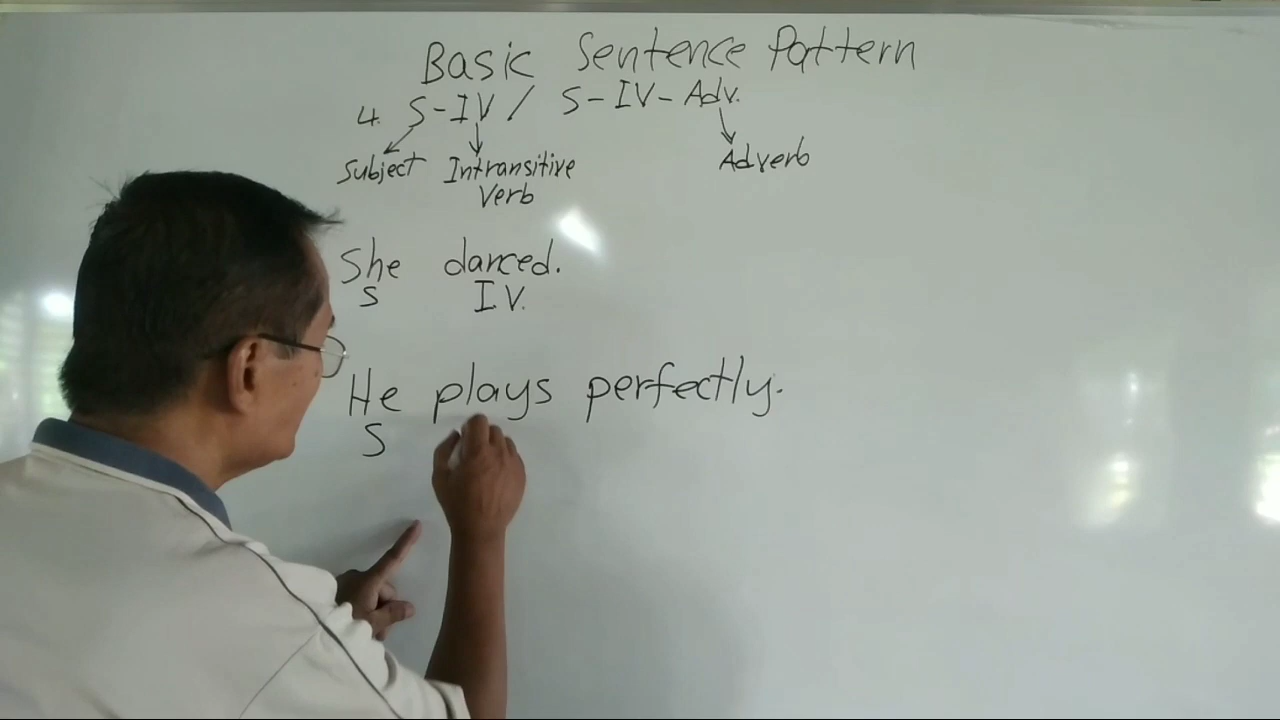 Basic Sentence Pattern
4. S-IV / S-IV-Adv.
Subject Intransitive Verb Adverb
She danced.
S I.V.
He plays perfectly.
S